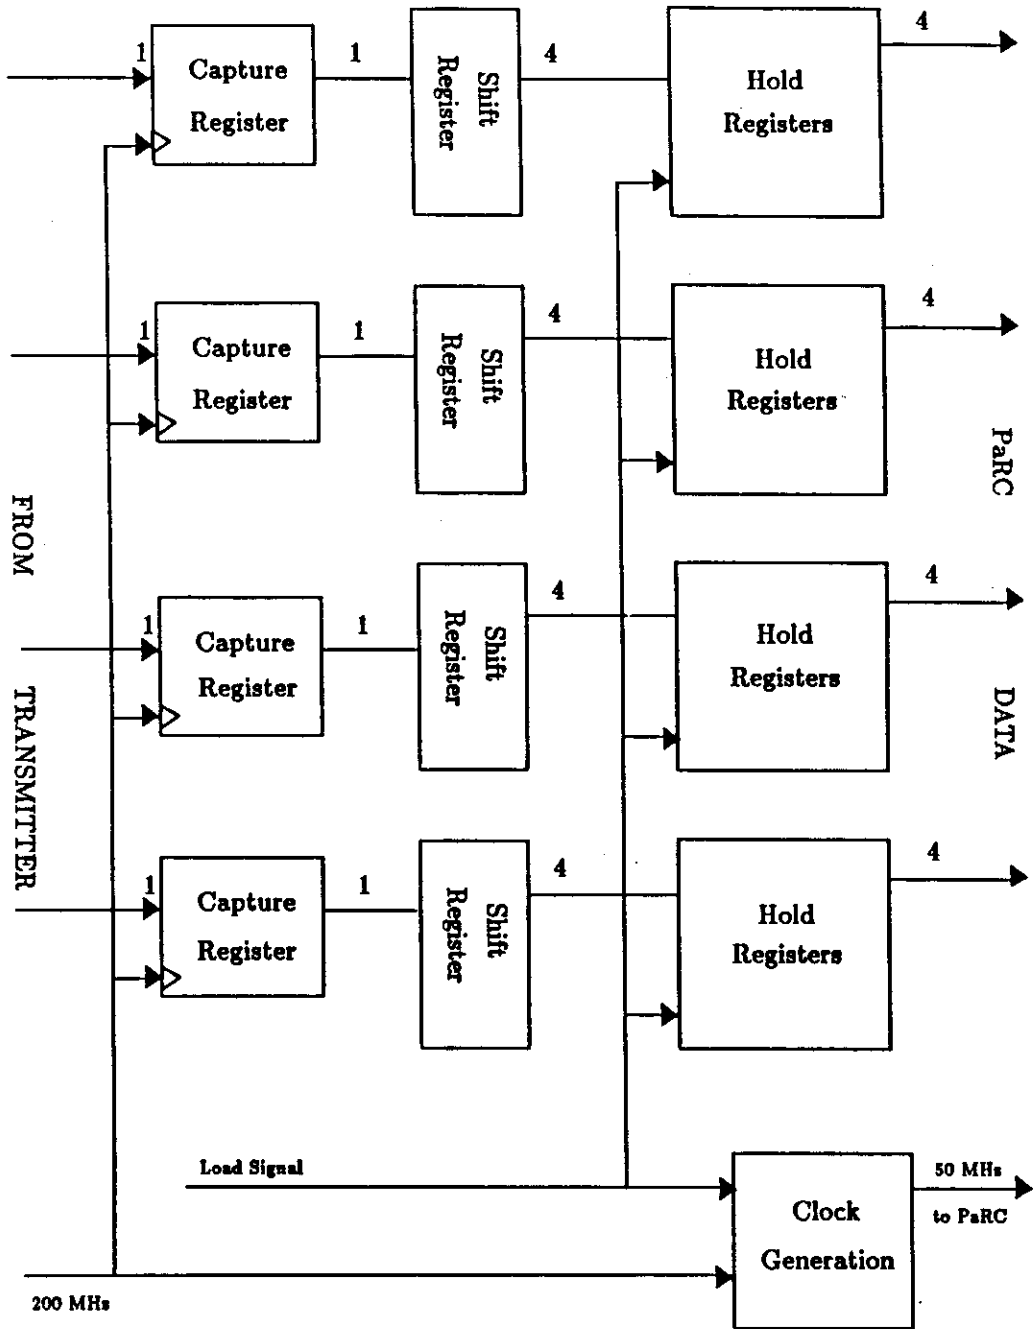 1
Capture
Register
1
Shift
Register
4
Hold
Registers
4
1
Capture
Register
1
Shift
Register
4
Hold
Registers
4
PaRC
FROM
1
Capture
Register
1
Shift
Register
4
Hold
Registers
4
DATA
TRANSMITTER
1
Capture
Register
1
Shift
Register
4
Hold
Registers
4
Load Signal
Clock
Generation
50 MHs
to PaRC
200 MHs